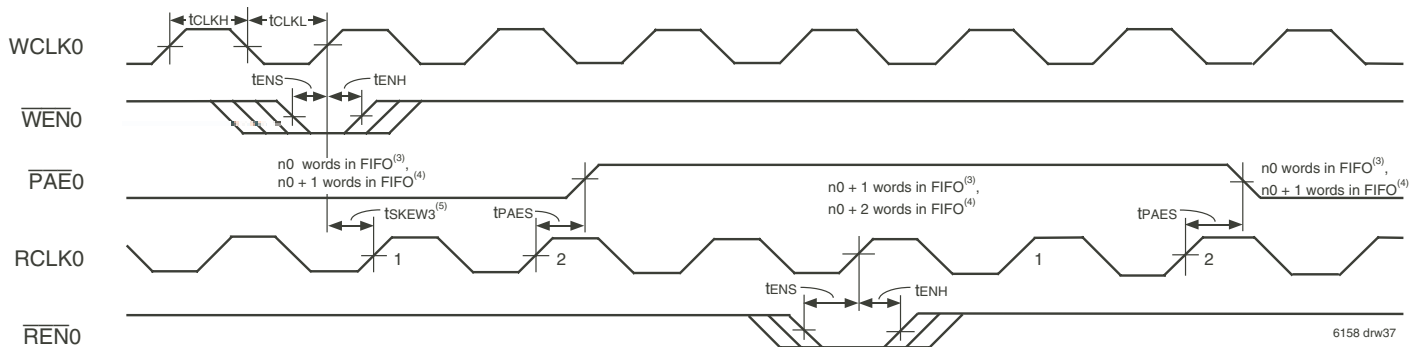 tCLKH tCLKL
WCLK0
tENS tENH
WEN0
n0 words in FIFO(3),
n0 + 1 words in FIFO(4)
PAE0
n0 + 1 words in FIFO(3),
n0 + 2 words in FIFO(4)
n0 words in FIFO(3),
n0 + 1 words in FIFO(4)
tSKEW3(5) tPAES tPAES
RCLK0 1 2 1 2
tENS tENH
REN0
6158 drw37